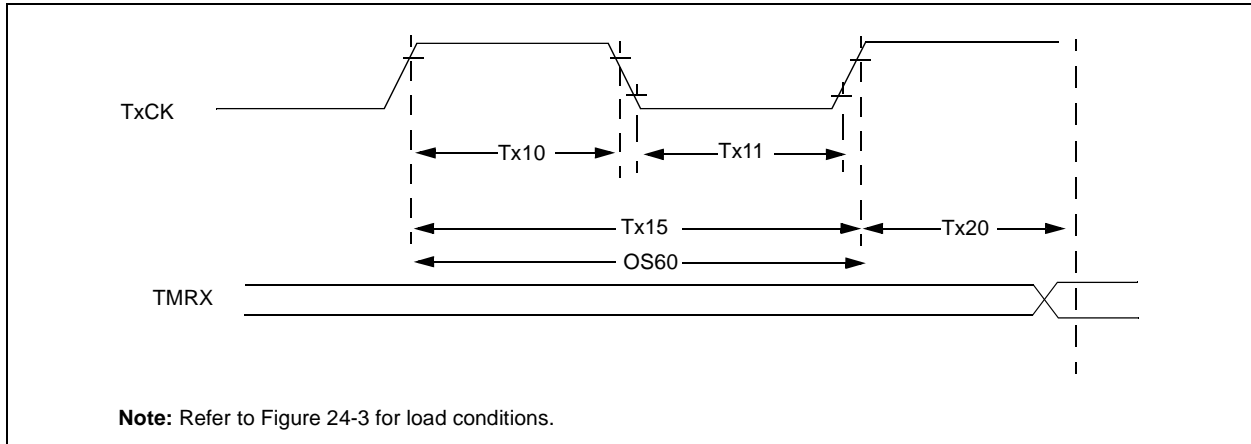 TxCK
Tx10
Tx11
Tx15
Tx20
OS60
TMRX
Note: Refer to Figure 24-3 for load conditions.